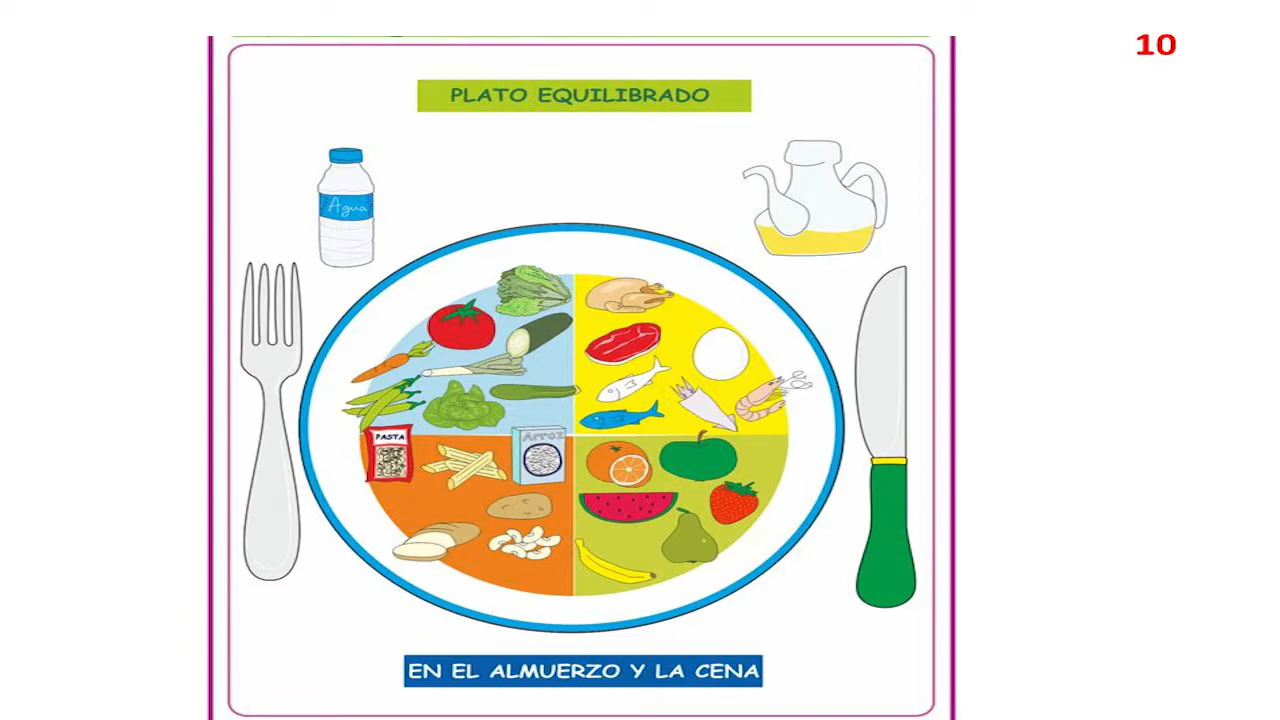 10
PLATO EQUILIBRADO
Agua
PASTA
Arroz
EN EL ALMUERZO Y LA CENA